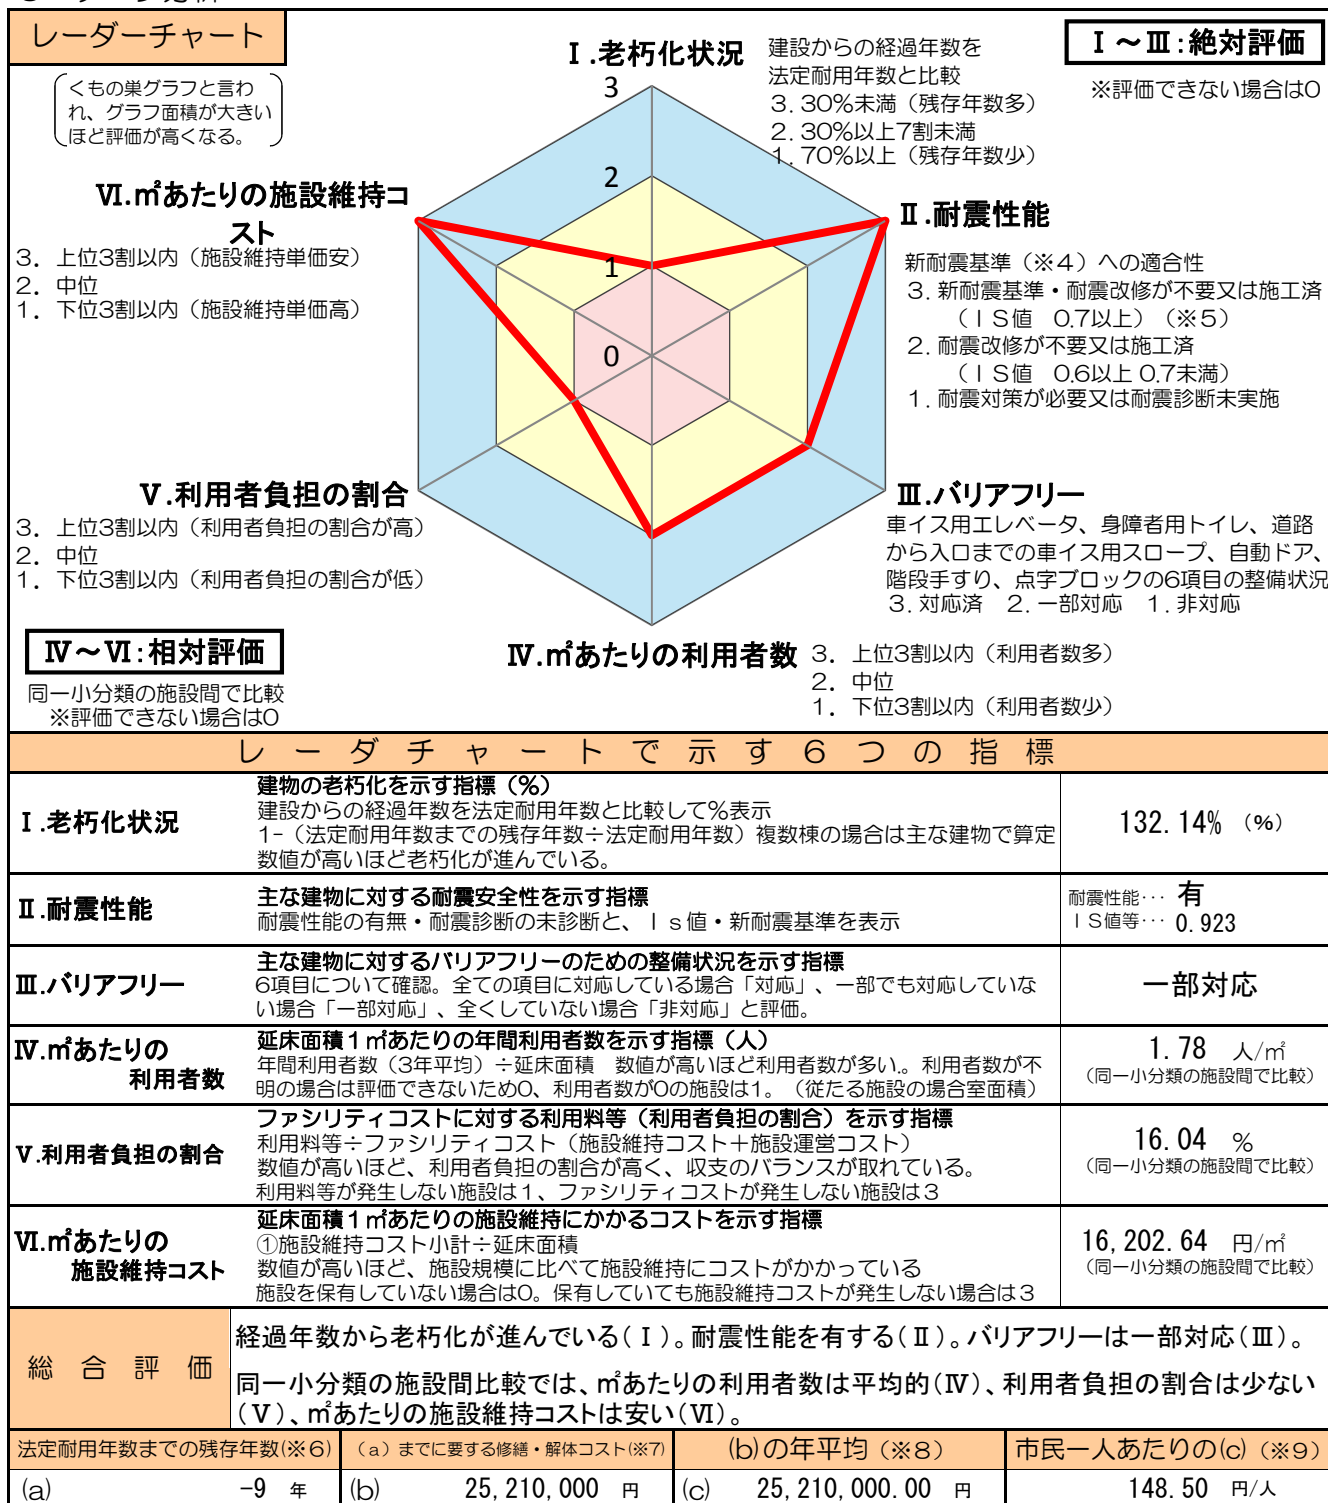 レーダーチャート
くもの巣グラフと言わ
れ、グラフ面積が大きい
ほど評価が高くなる。
Ⅰ～Ⅲ：絶対評価
※評価できない場合は0
Ⅰ.老朽化状況
建設からの経過年数を
法定耐用年数と比較
3. 30%未満（残存年数多）
2. 30%以上7割未満
1. 70%以上（残存年数少）
3
2
1
0
Ⅵ.㎡あたりの施設維持コ
スト
3. 上位3割以内（施設維持単価安）
2. 中位
1. 下位3割以内（施設維持単価高）
Ⅱ.耐震性能
新耐震基準（※4）への適合性
3. 新耐震基準・耐震改修が不要又は施工済
（ＩＳ値　0.7以上）（※5）
2. 耐震改修が不要又は施工済
（ＩＳ値　0.6以上 0.7未満）
1. 耐震対策が必要又は耐震診断未実施
Ⅴ.利用者負担の割合
3. 上位3割以内（利用者負担の割合が高）
2. 中位
1. 下位3割以内（利用者負担の割合が低）
Ⅲ.バリアフリー
車イス用エレベータ、身障者用トイレ、道路
から入口までの車イス用スロープ、自動ドア、
階段手すり、点字ブロックの6項目の整備状況
3. 対応済　2. 一部対応　1. 非対応
Ⅳ～Ⅵ：相対評価
同一小分類の施設間で比較
※評価できない場合は0
Ⅳ.㎡あたりの利用者数
3. 上位3割以内（利用者数多）
2. 中位
1. 下位3割以内（利用者数少）
レーダチャートで示す6つの指標
Ⅰ.老朽化状況
建物の老朽化を示す指標（%）
建設からの経過年数を法定耐用年数と比較して%表示
1-（法定耐用年数までの残存年数÷法定耐用年数）複数棟の場合は主な建物で算定
数値が高いほど老朽化が進んでいる。
132.14% （%）
Ⅱ.耐震性能
主な建物に対する耐震安全性を示す指標
耐震性能の有無・耐震診断の未診断と、Ｉｓ値・新耐震基準を表示
耐震性能… 有
ＩＳ値等… 0.923
Ⅲ.バリアフリー
主な建物に対するバリアフリーのための整備状況を示す指標
6項目について確認。全ての項目に対応している場合「対応」、一部でも対応していな
い場合「一部対応」、全くしていない場合「非対応」と評価。
一部対応
Ⅳ.㎡あたりの
利用者数
延床面積1㎡あたりの年間利用者数を示す指標（人）
年間利用者数（3年平均）÷延床面積　数値が高いほど利用者数が多い。利用者数が不
明の場合は評価できないため0、利用者数が0の施設は1。（従たる施設の場合室面積）
1.78 人/㎡
（同一小分類の施設間で比較）
Ⅴ.利用者負担の割合
ファシリティコストに対する利用料等（利用者負担の割合）を示す指標
利用料等÷ファシリティコスト（施設維持コスト＋施設運営コスト）
数値が高いほど、利用者負担の割合が高く、収支のバランスが取れている。
利用料等が発生しない施設は1、ファシリティコストが発生しない施設は3
16.04 %
（同一小分類の施設間で比較）
Ⅵ.㎡あたりの
施設維持コスト
延床面積1㎡あたりの施設維持にかかるコストを示す指標
①施設維持コスト小計÷延床面積
数値が高いほど、施設規模に比べて施設維持にコストがかかっている
施設を保有していない場合は0。保有していても施設維持コストが発生しない場合は3
16,202.64 円/㎡
（同一小分類の施設間で比較）
総合評価
経過年数から老朽化が進んでいる（Ⅰ）。耐震性能を有する（Ⅱ）。バリアフリーは一部対応（Ⅲ）。
同一小分類の施設間比較では、㎡あたりの利用者数は平均的（Ⅳ）、利用者負担の割合は少ない
（Ⅴ）、㎡あたりの施設維持コストは安い（Ⅵ）。
法定耐用年数までの残存年数(※6)
（a）までに要する修繕・解体コスト(※7)
(b)の年平均（※8）
市民一人あたりの(c)（※9）
(a) -9 年
(b) 25,210,000 円
(c) 25,210,000.00 円
148.50 円/人